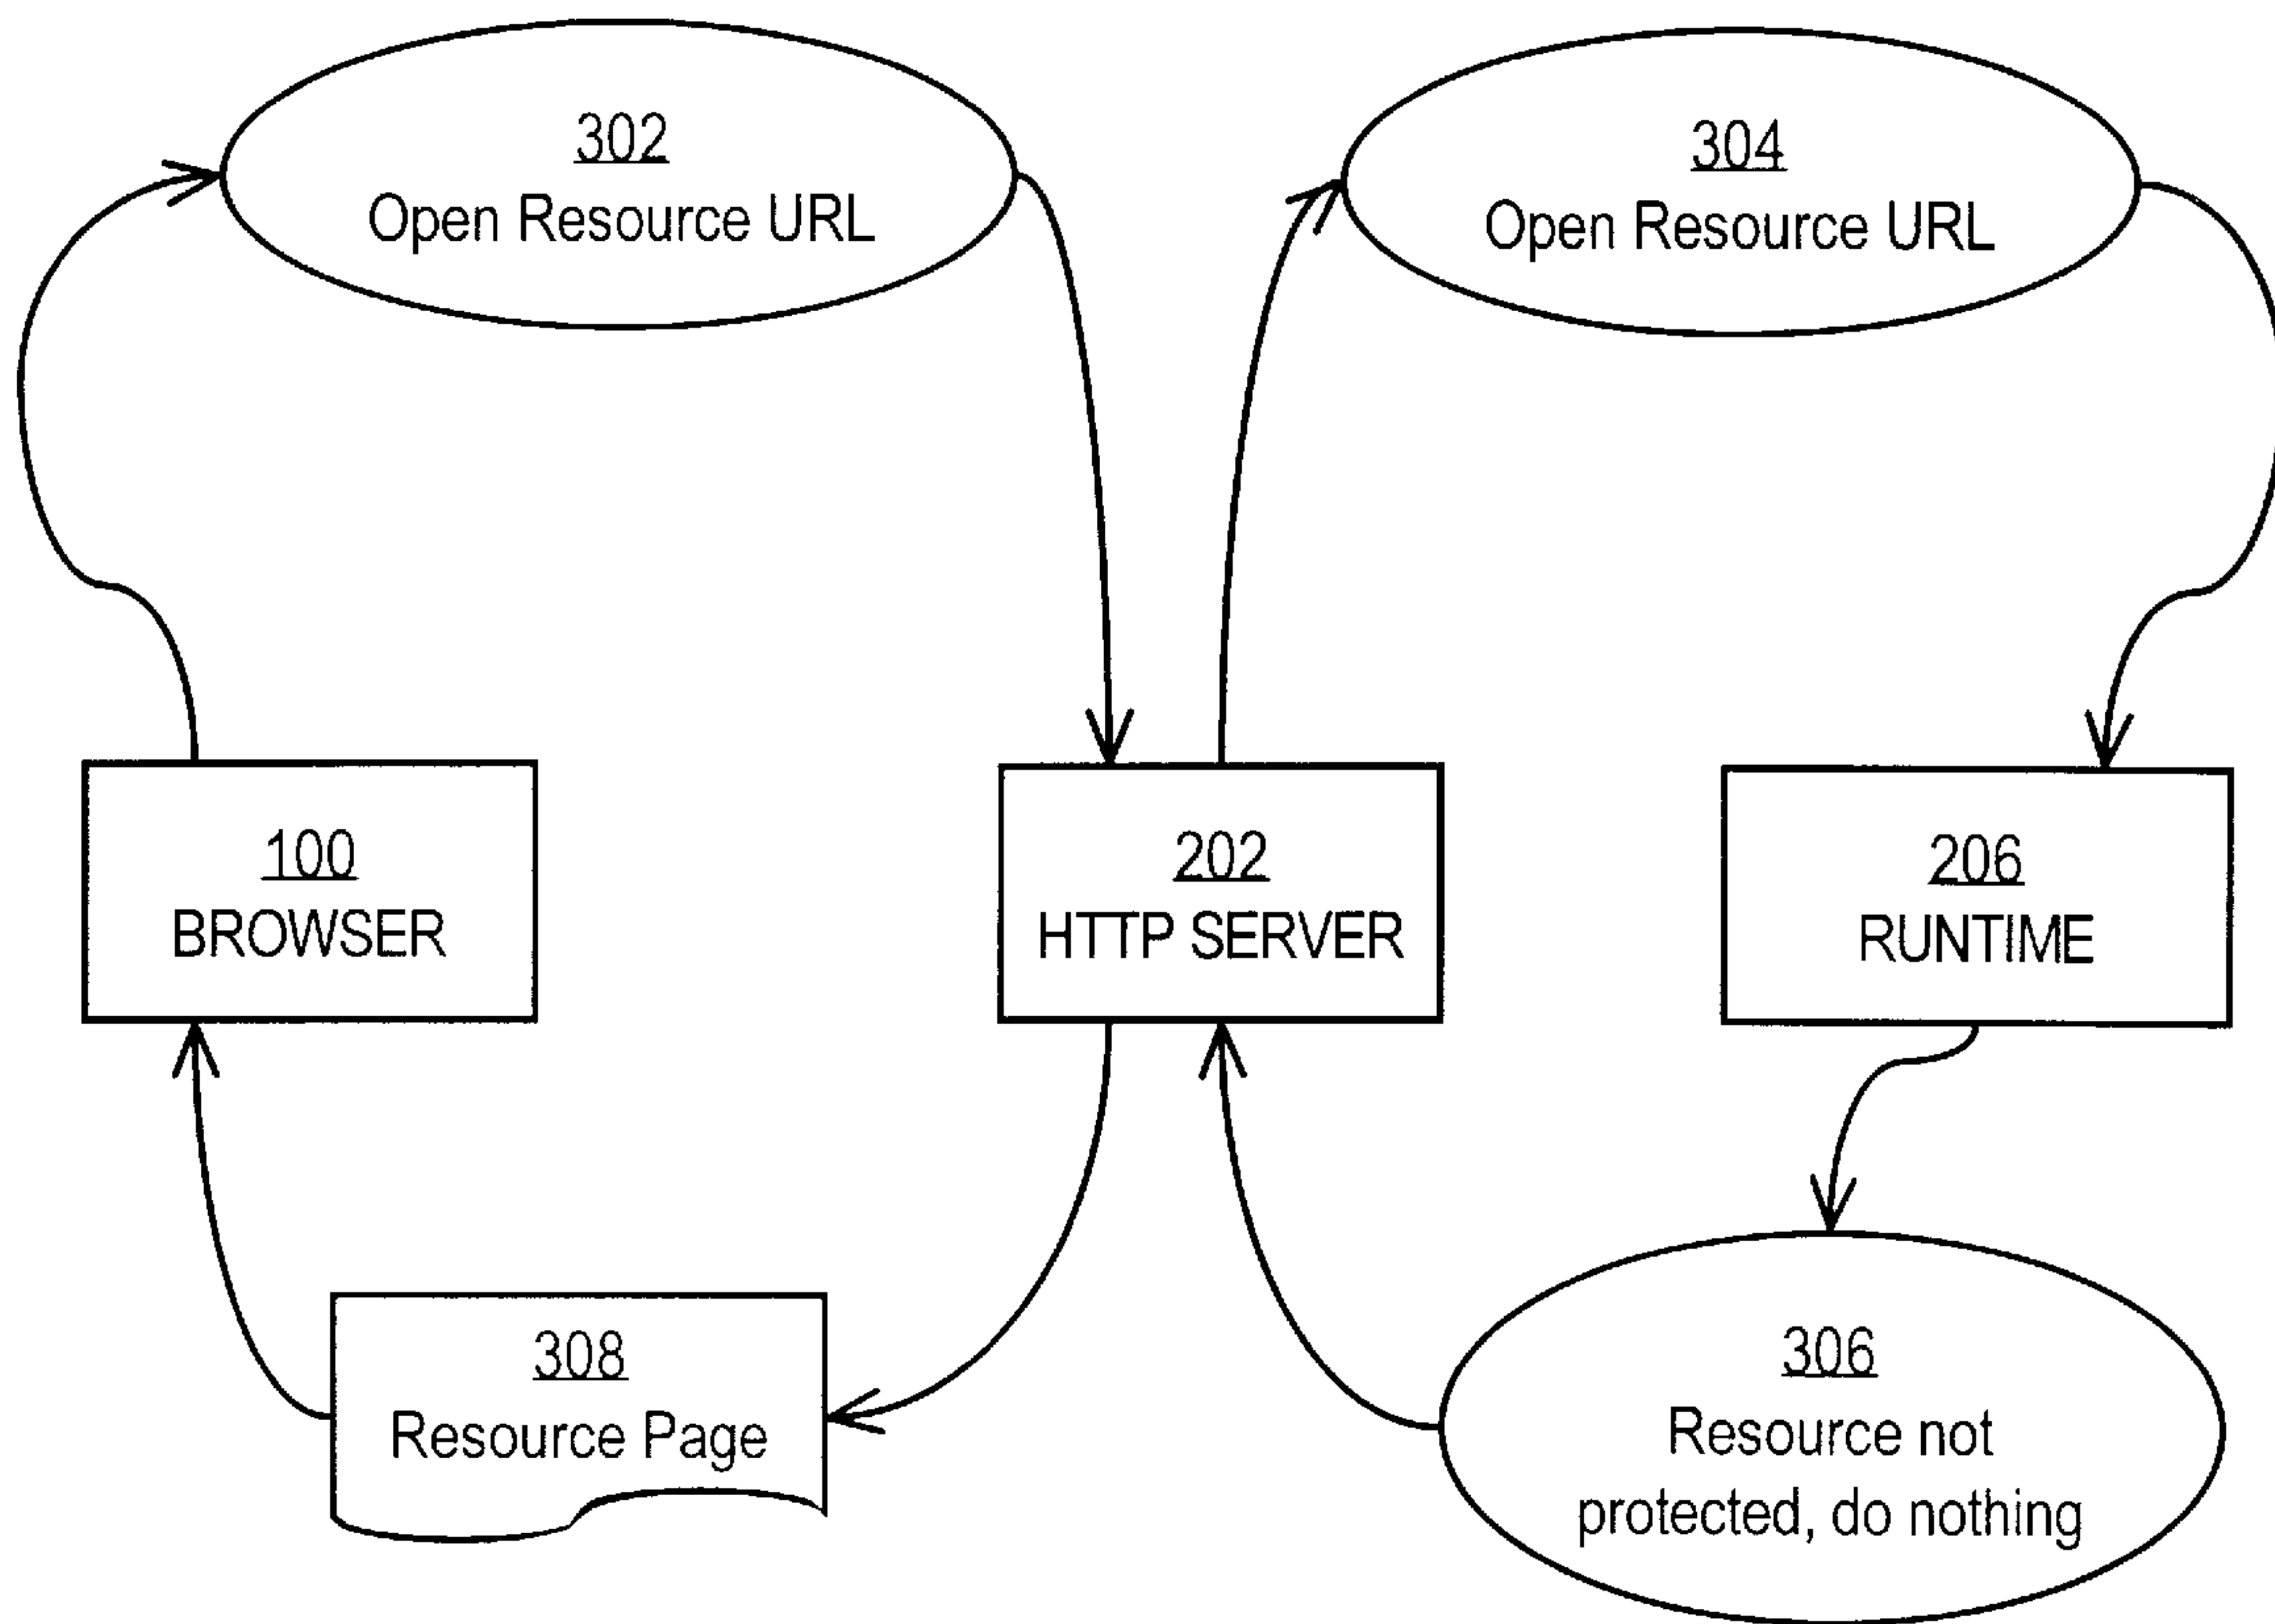 302
Open Resource URL
304
Open Resource URL
100
BROWSER
202
HTTP SERVER
206
RUNTIME
308
Resource Page
306
Resource not
protected, do nothing